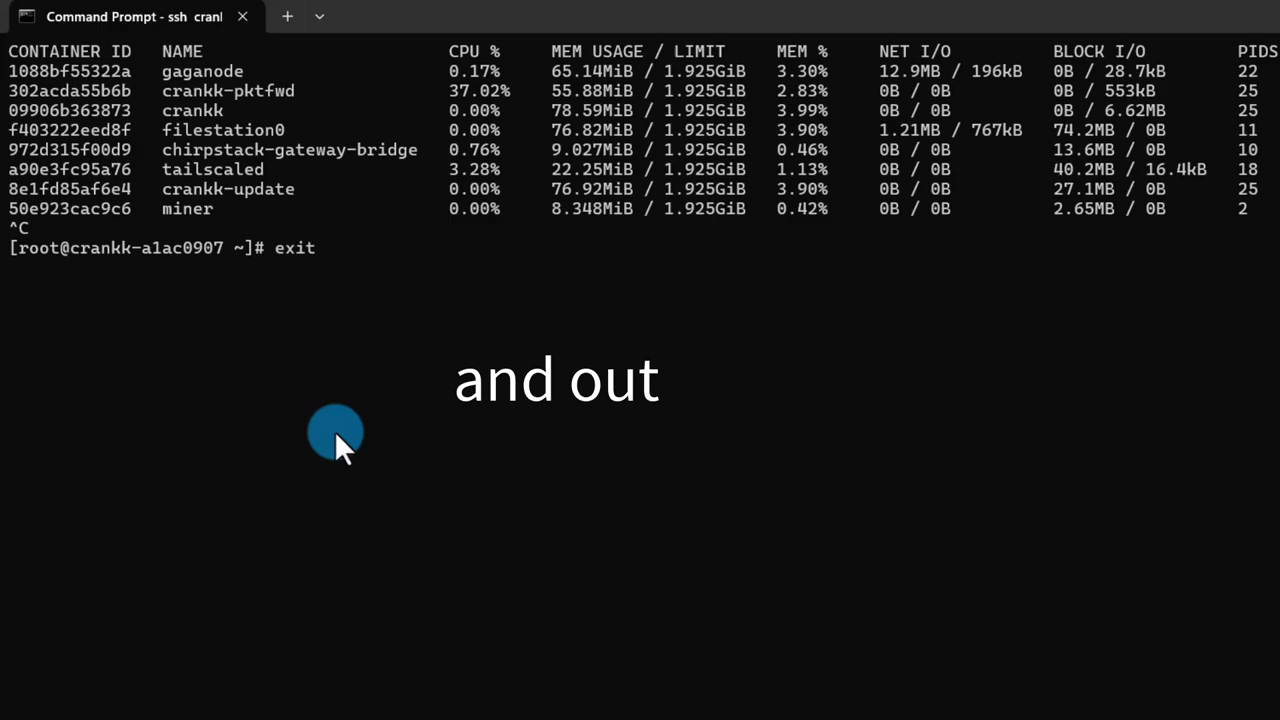 Command Prompt - ssh crank
CONTAINER ID NAME CPU % MEM USAGE / LIMIT MEM % NET I/O BLOCK I/O PIDS
1088bf55322a gaganode 0.17% 65.14MiB / 1.925GiB 3.30% 12.9MB / 196kB 0B / 28.7kB 22
302acda55b6b crankk-pktfwd 37.02% 55.88MiB / 1.925GiB 2.83% 0B / 0B 0B / 553kB 25
09906b363873 crankk 0.00% 78.59MiB / 1.925GiB 3.99% 0B / 0B 0B / 6.62MB 25
f403222eed8f filestation0 0.00% 76.82MiB / 1.925GiB 3.90% 1.21MB / 767kB 74.2MB / 0B 11
972d315f00d9 chirpstack-gateway-bridge 0.76% 9.027MiB / 1.925GiB 0.46% 0B / 0B 13.6MB / 0B 10
a90e3fc95a76 tailscaled 3.28% 22.25MiB / 1.925GiB 1.13% 0B / 0B 40.2MB / 16.4kB 18
8e1fd85af6e4 crankk-update 0.00% 76.92MiB / 1.925GiB 3.90% 0B / 0B 27.1MB / 0B 25
50e923cac9c6 miner 0.00% 8.348MiB / 1.925GiB 0.42% 0B / 0B 2.65MB / 0B 2
^C
[root@crankk-a1ac0907 ~]# exit
and out